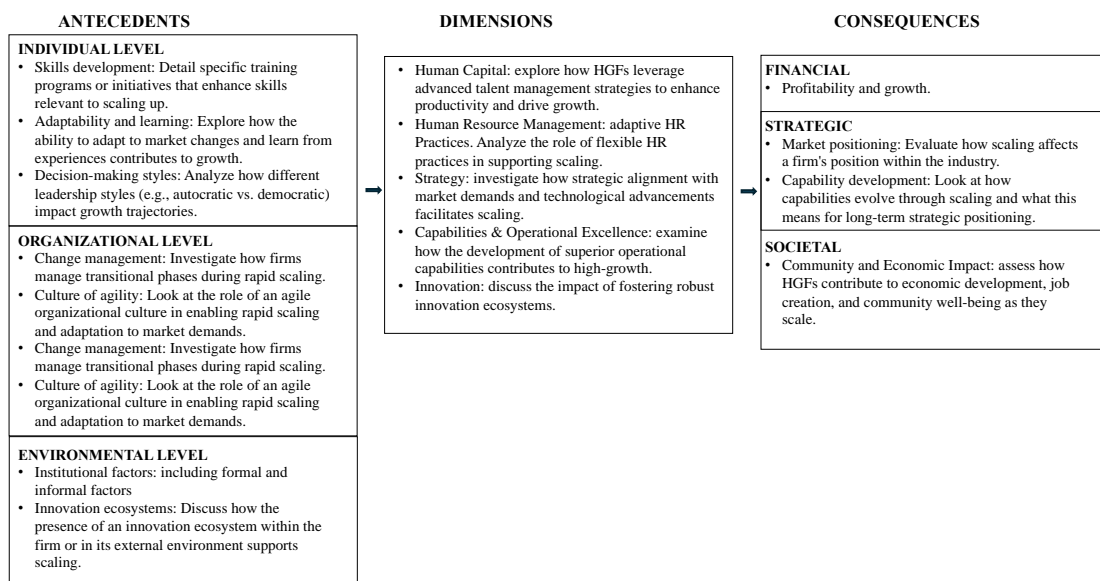 ANTECEDENTS
INDIVIDUAL LEVEL
• Skills development: Detail specific training
programs or initiatives that enhance skills
relevant to scaling up.
• Adaptability and learning: Explore how the
ability to adapt to market changes and learn from
experiences contributes to growth.
• Decision-making styles: Analyze how different
leadership styles (e.g., autocratic vs. democratic)
impact growth trajectories.
ORGANIZATIONAL LEVEL
• Change management: Investigate how firms
manage transitional phases during rapid scaling.
• Culture of agility: Look at the role of an agile
organizational culture in enabling rapid scaling
and adaptation to market demands.
• Change management: Investigate how firms
manage transitional phases during rapid scaling.
• Culture of agility: Look at the role of an agile
organizational culture in enabling rapid scaling
and adaptation to market demands.
ENVIRONMENTAL LEVEL
• Institutional factors: including formal and
informal factors
• Innovation ecosystems: Discuss how the
presence of an innovation ecosystem within the
firm or in its external environment supports
scaling.
DIMENSIONS
• Human Capital: explore how HGFs leverage
advanced talent management strategies to enhance
productivity and drive growth.
• Human Resource Management: adaptive HR
Practices. Analyze the role of flexible HR
practices in supporting scaling.
• Strategy: investigate how strategic alignment with
market demands and technological advancements
facilitates scaling.
• Capabilities & Operational Excellence: examine
how the development of superior operational
capabilities contributes to high-growth.
• Innovation: discuss the impact of fostering robust
innovation ecosystems.
CONSEQUENCES
FINANCIAL
• Profitability and growth.
STRATEGIC
• Market positioning: Evaluate how scaling affects
a firm's position within the industry.
• Capability development: Look at how
capabilities evolve through scaling and what this
means for long-term strategic positioning.
SOCIETAL
• Community and Economic Impact: assess how
HGFs contribute to economic development, job
creation, and community well-being as they
scale.